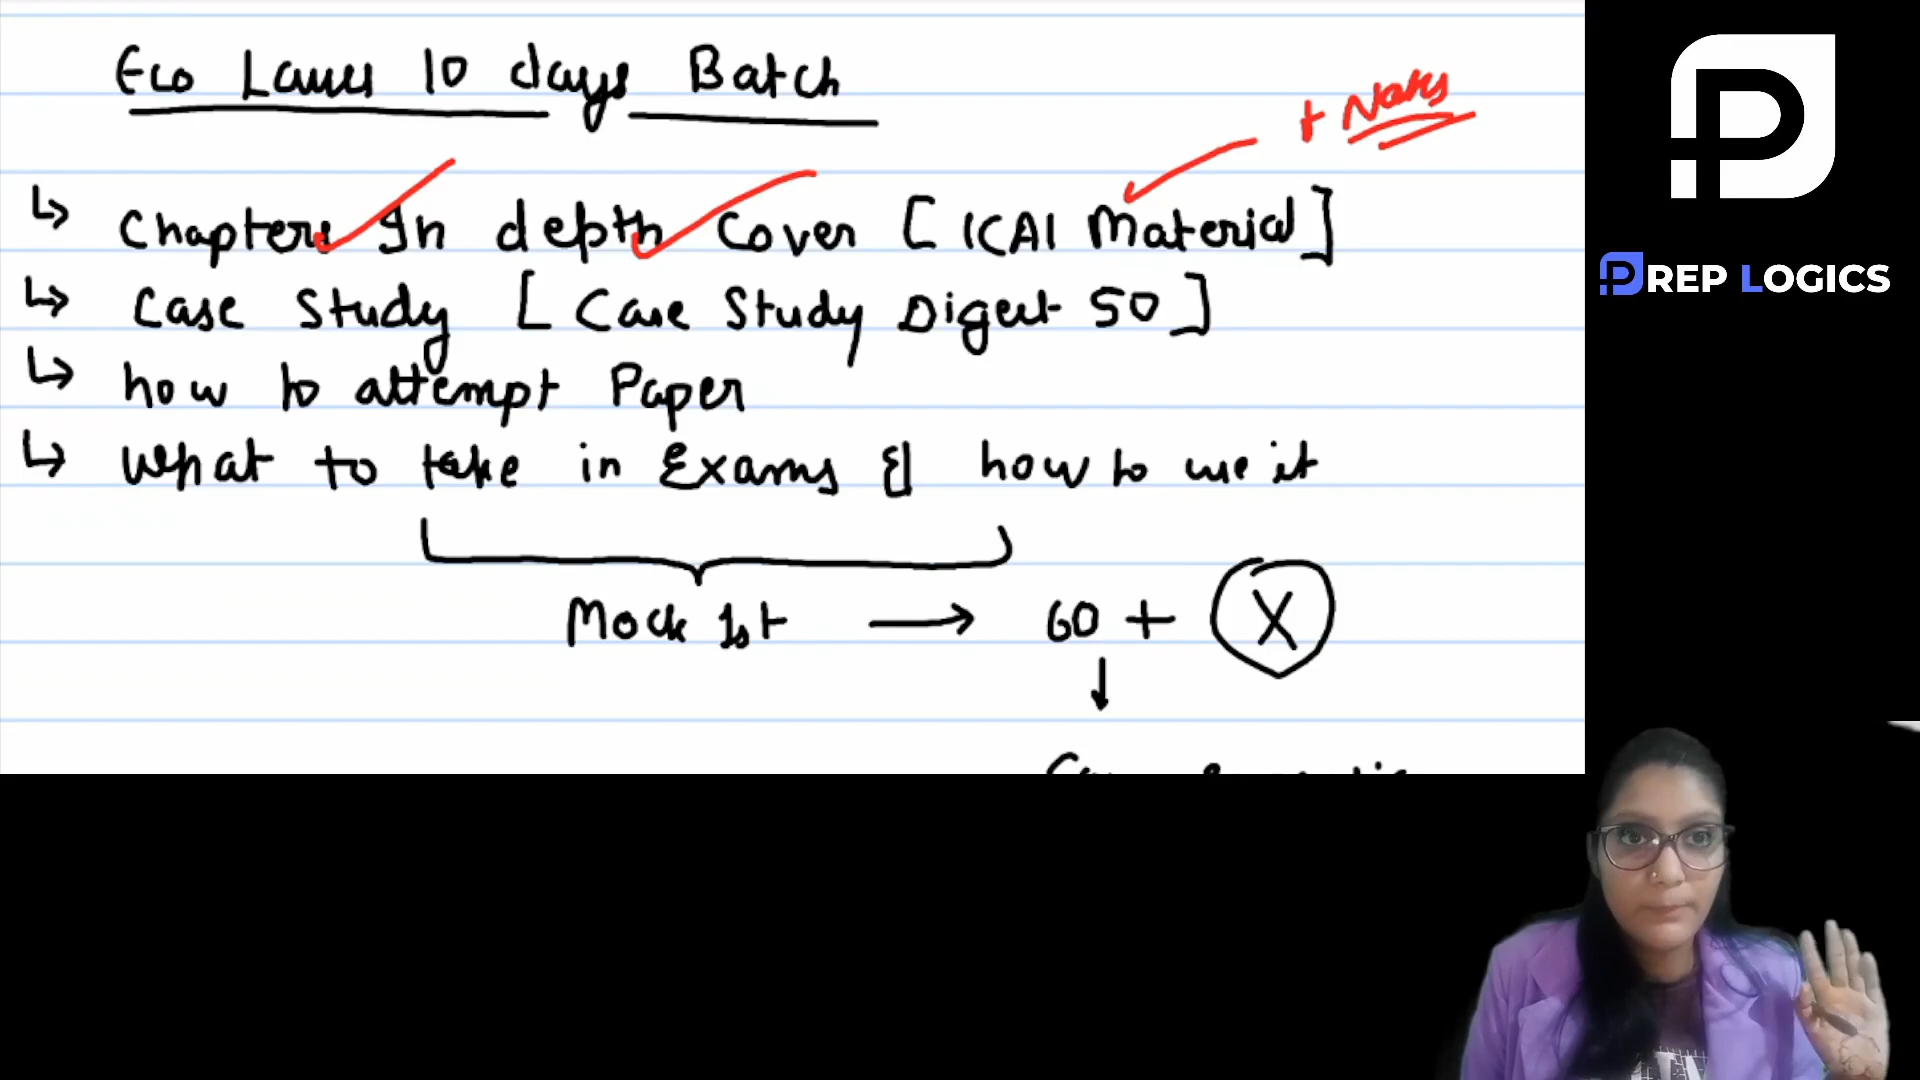 Eco Laws 10 days Batch
+ Notes
↳ Chapters In depth Cover [ICAI Material]
↳ Case Study [Case Study Digest 50]
↳ how to attempt Paper
↳ What to take in Exams & how to use it
Mock 1st → 60 + X
PREP LOGICS